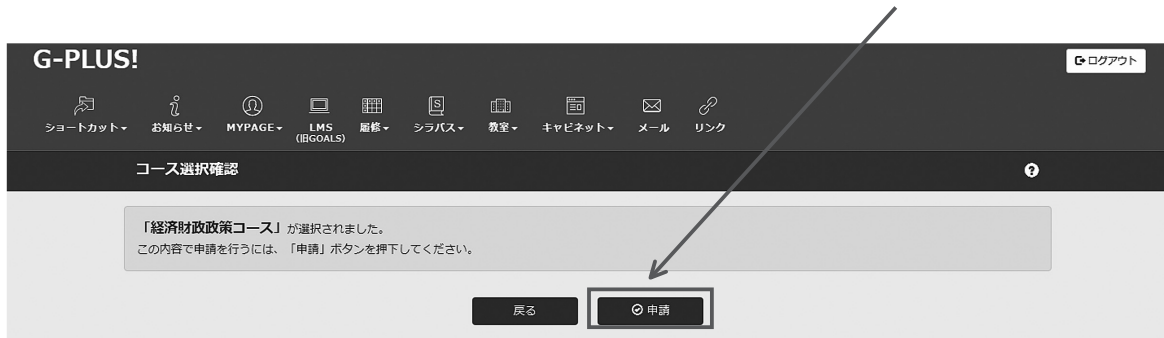 G-PLUS!
ログアウト
ショートカット
お知らせ
MYPAGE
LMS
(旧GOALS)
履修
シラバス
教室
キャビネット
メール
リンク
コース選択確認
「経済財政政策コース」が選択されました。
この内容で申請を行うには、「申請」ボタンを押下してください。
戻る
申請